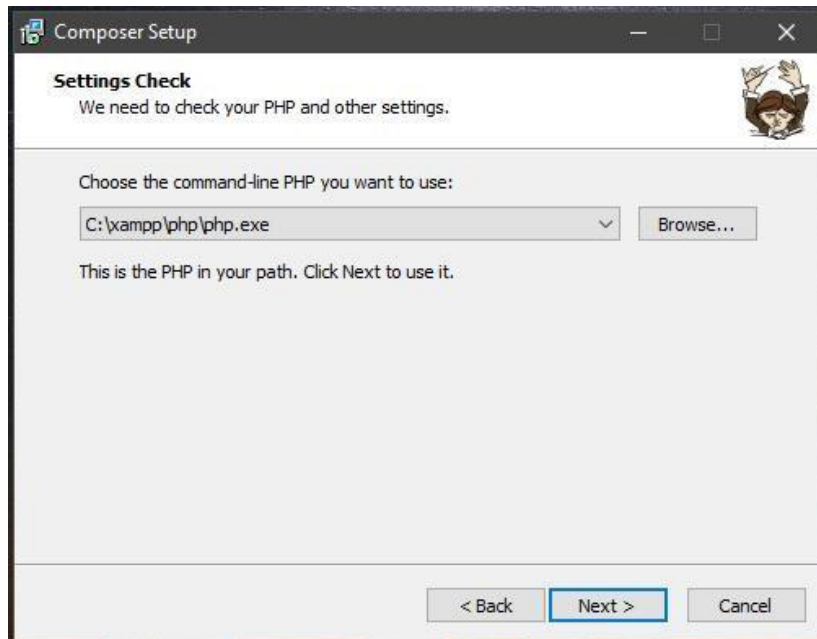 Composer Setup
Settings Check
We need to check your PHP and other settings.
Choose the command-line PHP you want to use:
C:\xampp\php\php.exe
Browse...
This is the PHP in your path. Click Next to use it.
< Back
Next >
Cancel